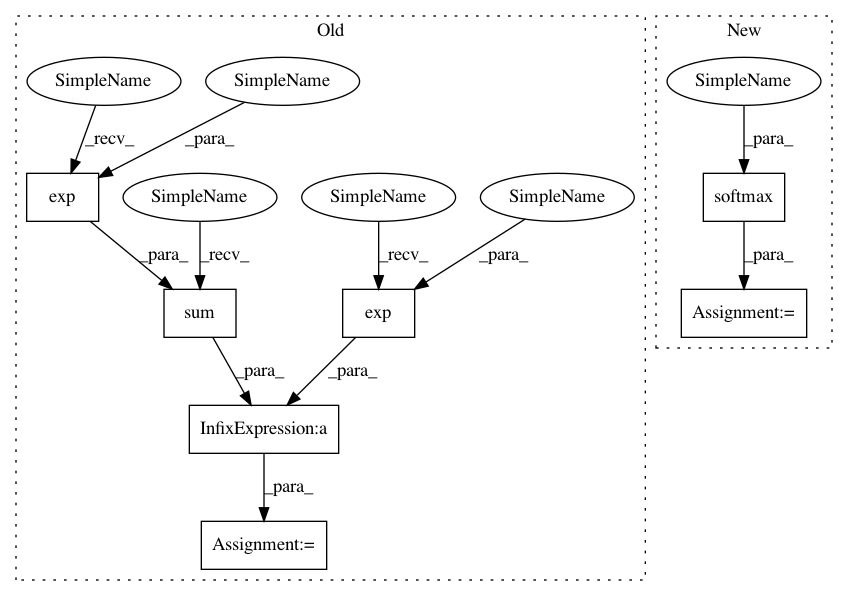 Old
New
SimpleName
SimpleName
SimpleName
_recv_
_para_
_para_
exp
SimpleName
SimpleName
SimpleName
softmax
_para_
_recv_
_recv_
_para_
_para_
sum
exp
Assignment:=
_para_
_para_
InfixExpression:a
_para_
Assignment:=